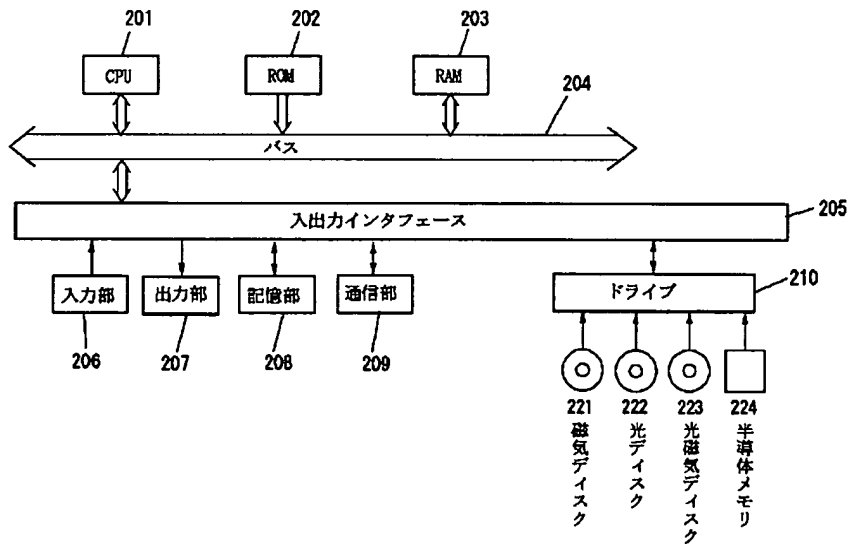 201
202
203
CPU
ROM
RAM
204
バス
入出力インタフェース
205
入力部
出力部
記憶部
通信部
ドライブ
210
206
207
208
209
221
222
223
224
磁気ディスク
光ディスク
光磁気ディスク
半導体メモリ